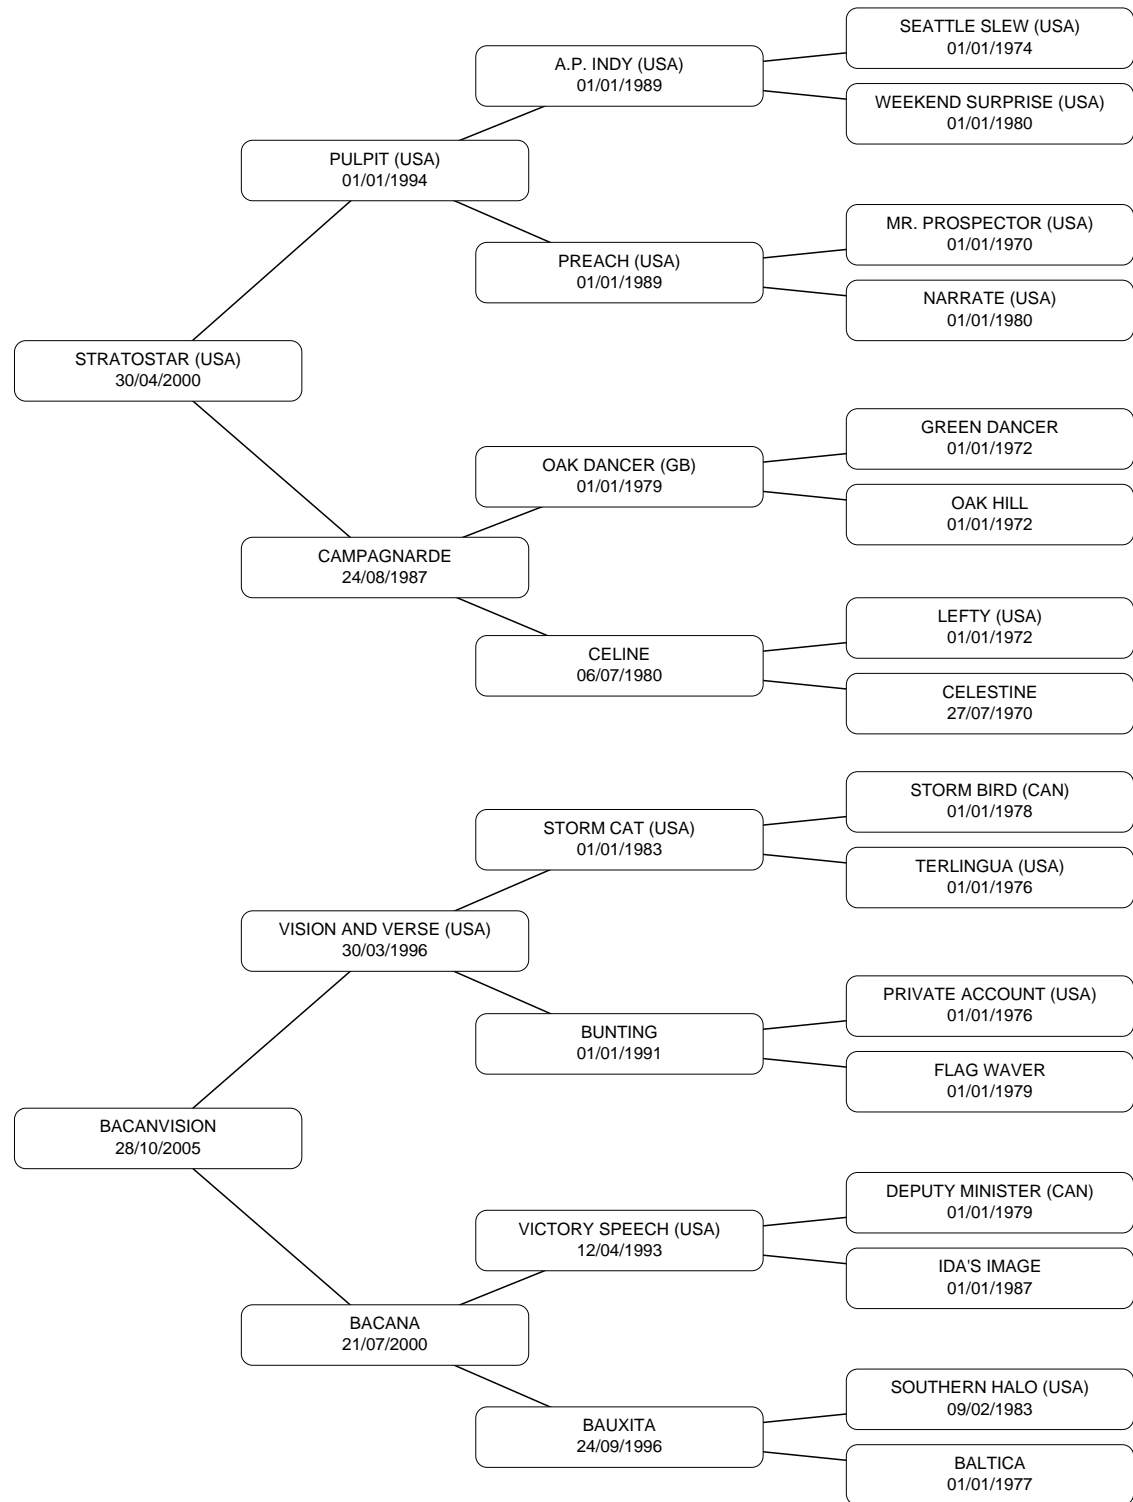 SEATTLE SLEW (USA)
01/01/1974
A.P. INDY (USA)
01/01/1989
WEEKEND SURPRISE (USA)
01/01/1980
PULPIT (USA)
01/01/1994
MR. PROSPECTOR (USA)
01/01/1970
PREACH (USA)
01/01/1989
NARRATE (USA)
01/01/1980
STRATOSTAR (USA)
30/04/2000
GREEN DANCER
01/01/1972
OAK DANCER (GB)
01/01/1979
OAK HILL
01/01/1972
CAMPAGNARDE
24/08/1987
LEFTY (USA)
01/01/1972
CELINE
06/07/1980
CELESTINE
27/07/1970
STORM BIRD (CAN)
01/01/1978
STORM CAT (USA)
01/01/1983
TERLINGUA (USA)
01/01/1976
VISION AND VERSE (USA)
30/03/1996
PRIVATE ACCOUNT (USA)
01/01/1976
BUNTING
01/01/1991
FLAG WAVER
01/01/1979
BACANVISION
28/10/2005
DEPUTY MINISTER (CAN)
01/01/1979
VICTORY SPEECH (USA)
12/04/1993
IDA'S IMAGE
01/01/1987
BACANA
21/07/2000
SOUTHERN HALO (USA)
09/02/1983
BAUXITA
24/09/1996
BALTICA
01/01/1977